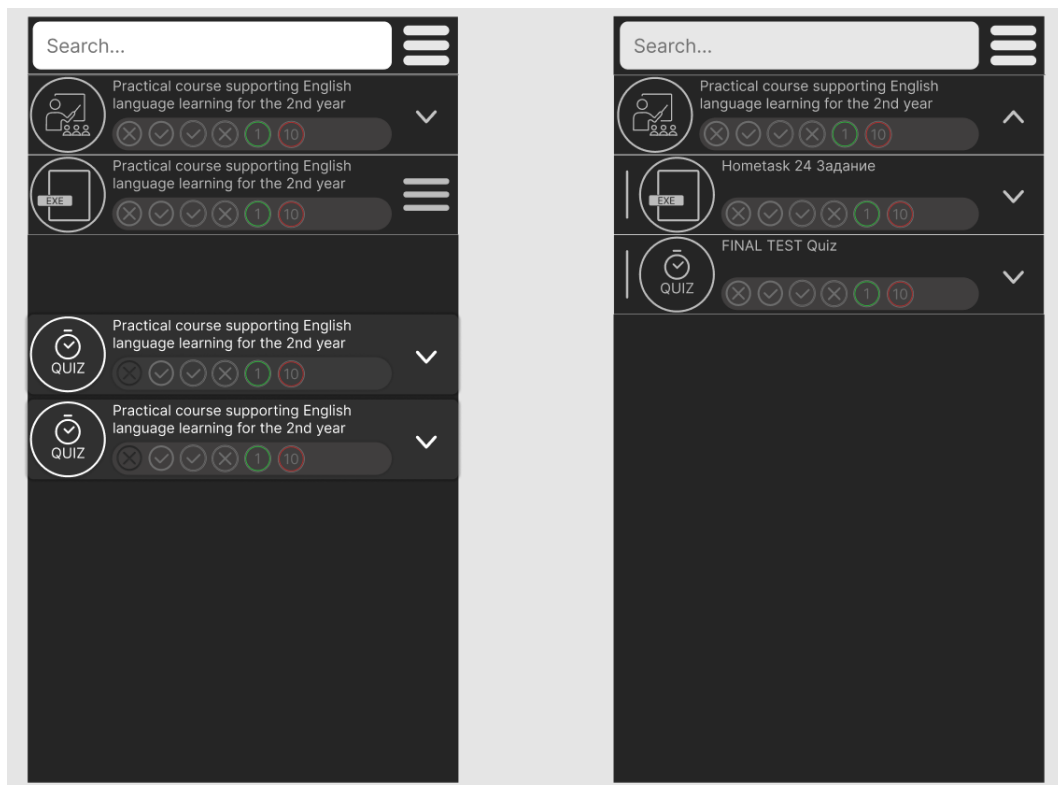 Search...
Practical course supporting English
language learning for the 2nd year
1 10
Practical course supporting English
language learning for the 2nd year
EXE
1 10
Practical course supporting English
language learning for the 2nd year
QUIZ
1 10
Practical course supporting English
language learning for the 2nd year
QUIZ
1 10
Search...
Practical course supporting English
language learning for the 2nd year
1 10
Hometask 24 Задание
EXE
1 10
FINAL TEST Quiz
QUIZ
1 10